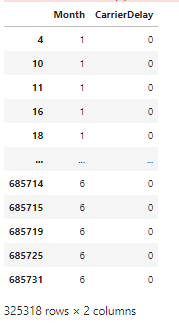 Month CarrierDelay
4 1 0
10 1 0
11 1 0
16 1 0
18 1 0
... ... ...
685714 6 0
685715 6 0
685719 6 0
685725 6 0
685731 6 0
325318 rows × 2 columns